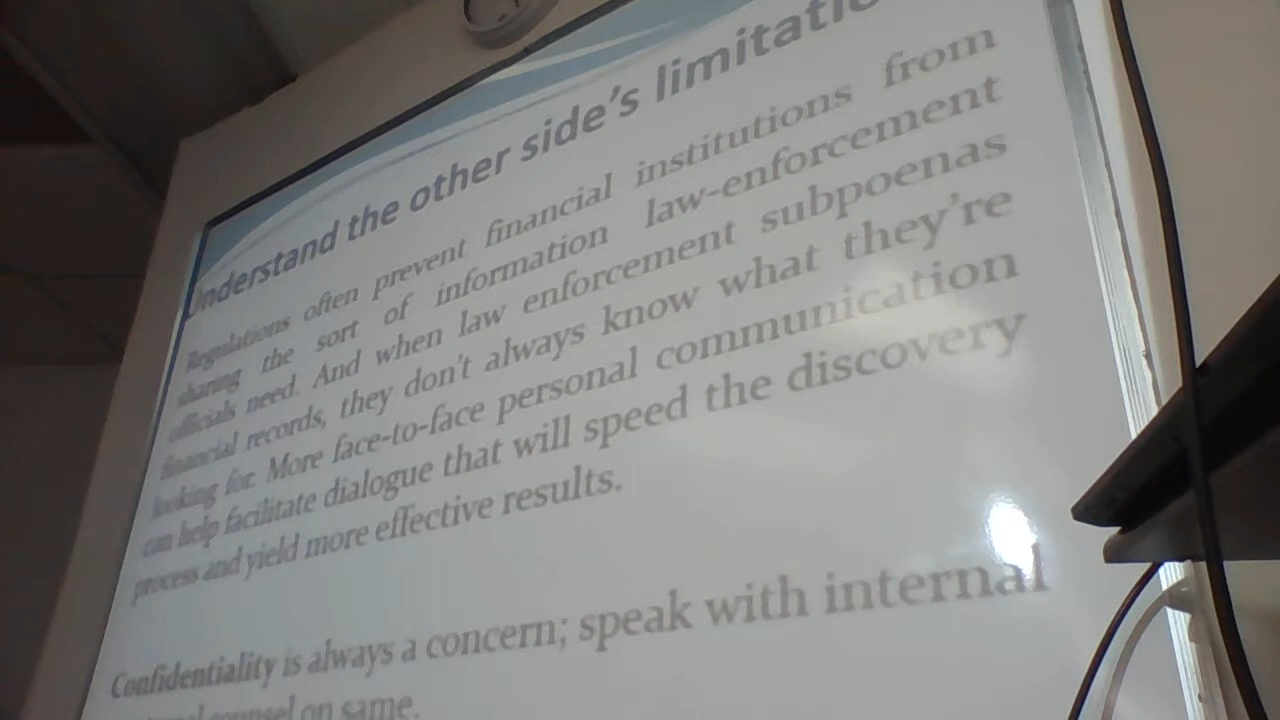 Understand the other side's limitatio
Regulations often prevent financial institutions from
sharing the sort of information law-enforcement
officials need. And when law enforcement subpoenas
financial records, they don't always know what they're
looking for. More face-to-face personal communication
can help facilitate dialogue that will speed the discovery
process and yield more effective results.
Confidentiality is always a concern; speak with internal
counsel on same.